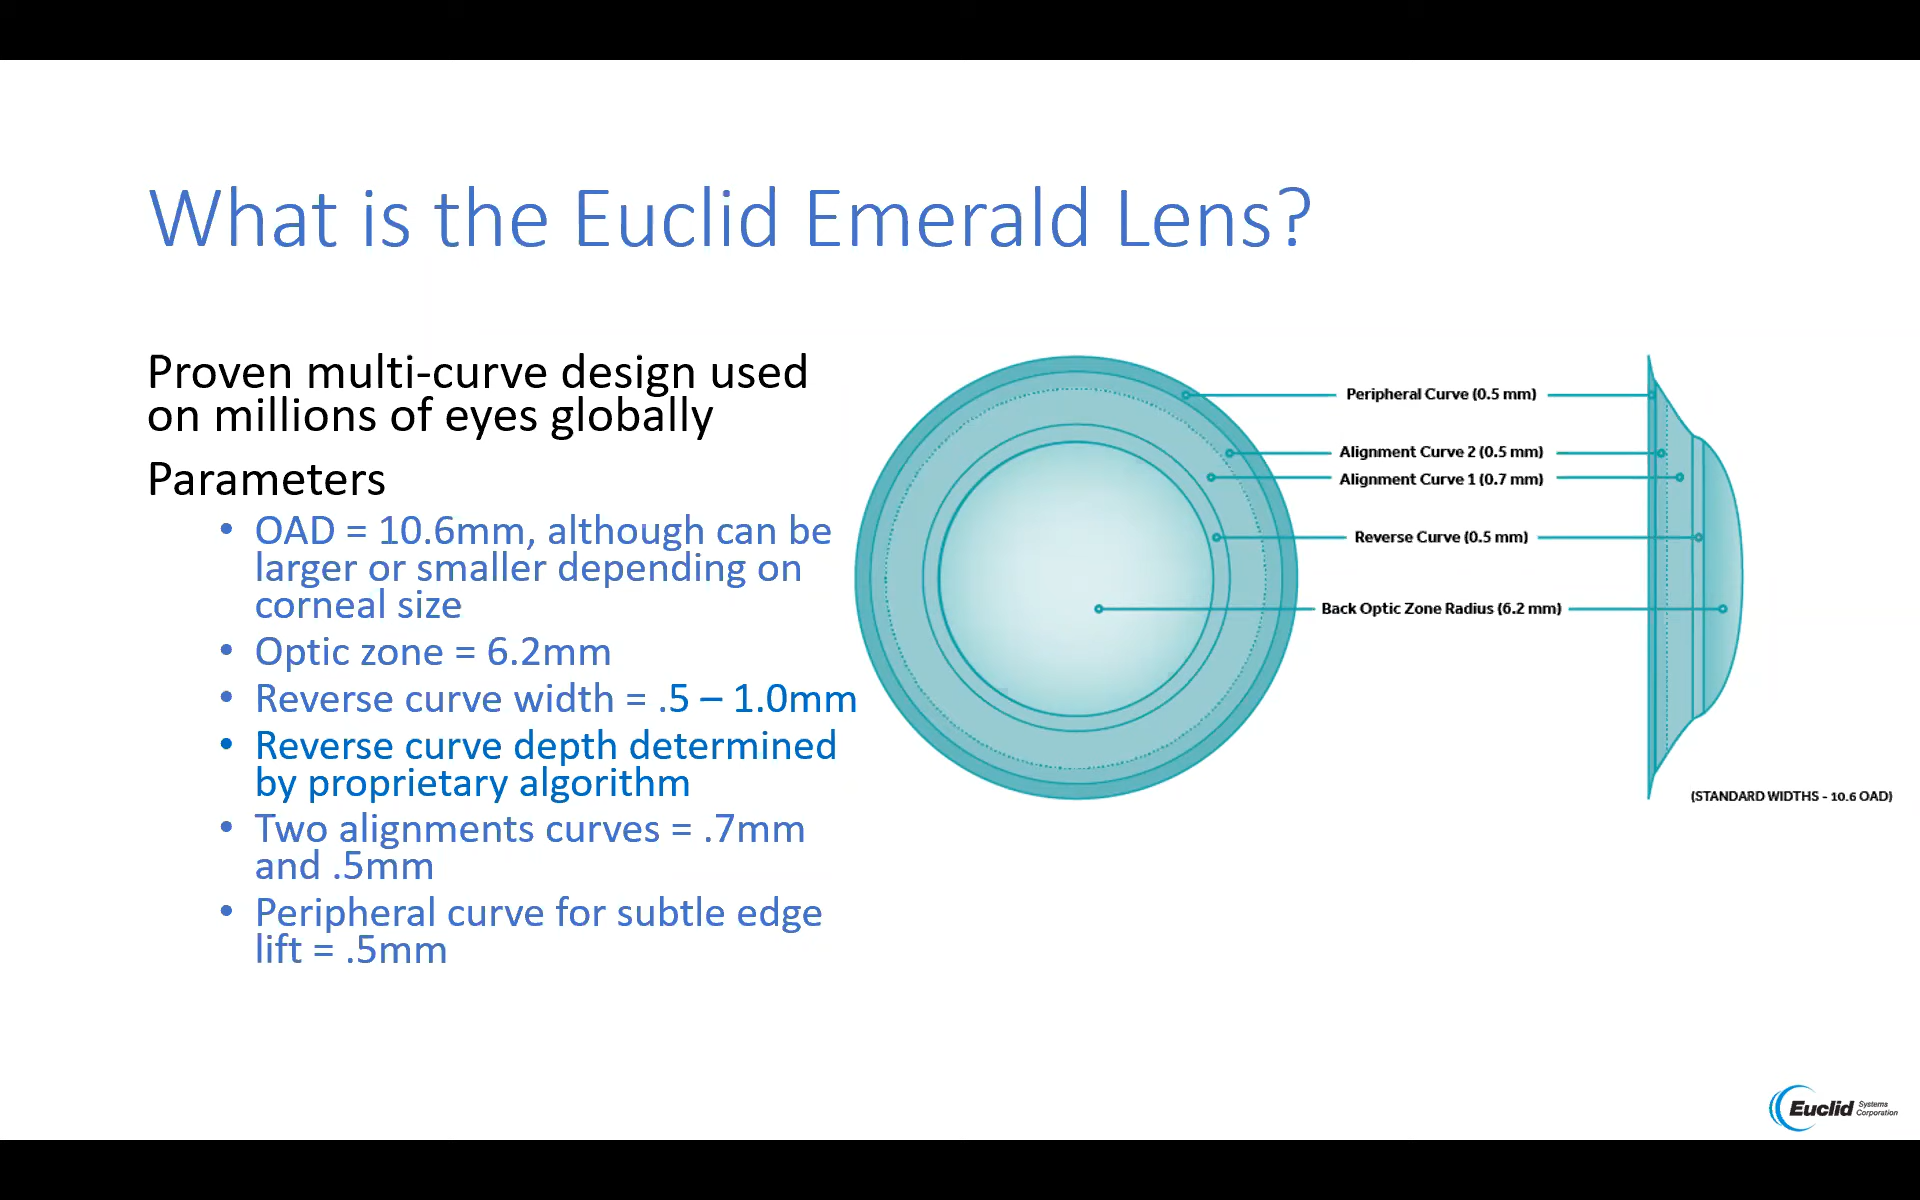 What is the Euclid Emerald Lens?
Proven multi-curve design used
on millions of eyes globally
Parameters
• OAD = 10.6mm, although can be
larger or smaller depending on
corneal size
• Optic zone = 6.2mm
• Reverse curve width = .5 – 1.0mm
• Reverse curve depth determined
by proprietary algorithm
• Two alignments curves = .7mm
and .5mm
• Peripheral curve for subtle edge
lift = .5mm
Peripheral Curve (0.5 mm)
Alignment Curve 2 (0.5 mm)
Alignment Curve 1 (0.7 mm)
Reverse Curve (0.5 mm)
Back Optic Zone Radius (6.2 mm)
(STANDARD WIDTHS - 10.6 OAD)
Euclid Systems
Corporation